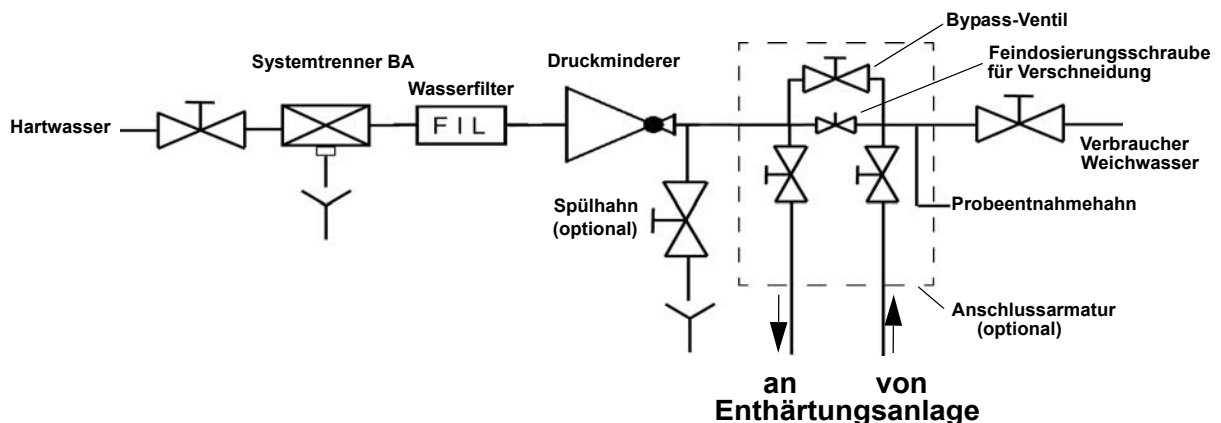 Bypass-Ventil
Feindosierungsschraube
für Verschneidung
Systemtrenner BA
Druckminderer
Wasserfilter
Hartwasser
FIL
Verbraucher
Weichwasser
Spülhahn
(optional)
Probeentnahmehahn
Anschlussarmatur
(optional)
an von
Enthärtungsanlage